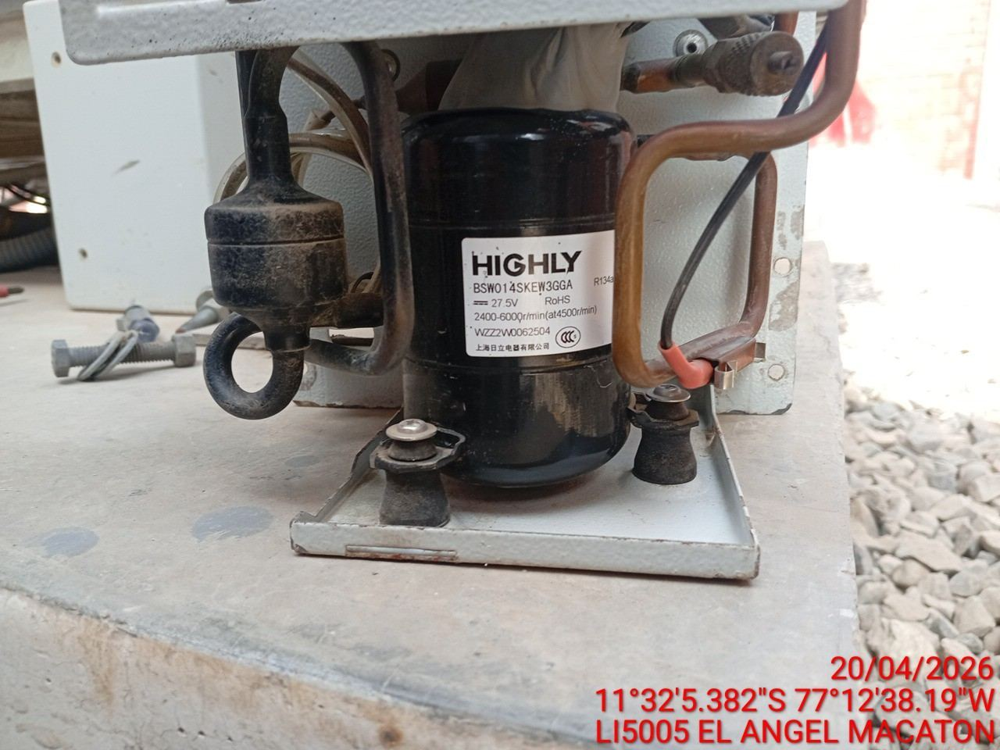 HIGHLY
BSW014SKEW3GGA R134a
27.5V RoHS
2400-6000r/min(at4500r/min)
WZZ2W0062504 CCC S
上海日立电器有限公司
20/04/2026
11°32'5.382"S 77°12'38.19"W
LI5005 EL ANGEL MACATON